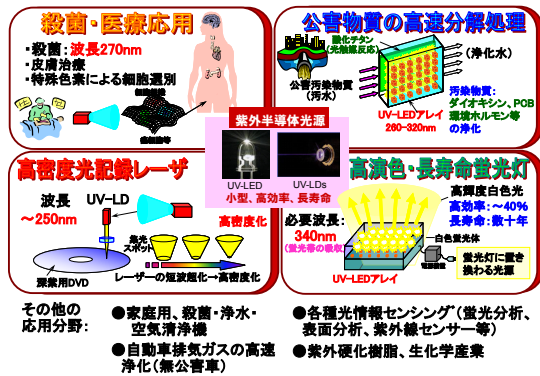 殺菌・医療応用
・殺菌：波長270nm
・皮膚治療
・特殊色素による細胞選別
公害物質の高速分解処理
酸化チタン
（光触媒反応）
（浄化水）
公害汚染物質
（汚水）
UV-LEDアレイ
260-320nm
汚染物質：
ダイオキシン、PCB
環境ホルモン等
の浄化
紫外半導体光源
UV-LED
UV-LDs
小型、高効率、長寿命
高密度光記録レーザ
波長
～250nm
UV-LD
高密度化
集光
スポット
深紫用DVD
レーザーの短波超化→高密度化
高演色・長寿命蛍光灯
必要波長：
340nm
（蛍光帯の吸収）
高輝度白色光
高効率：～40%
長寿命：数十年
白色蛍光体
UV-LEDアレイ
蛍光灯に置き
換わる光源
その他の
応用分野：
●家庭用、殺菌・浄水・
空気清浄機
●自動車排気ガスの高速
浄化（無公害車）
●各種光情報センシング（蛍光分析、
表面分析、紫外線センサー等）
●紫外硬化樹脂、生化学産業